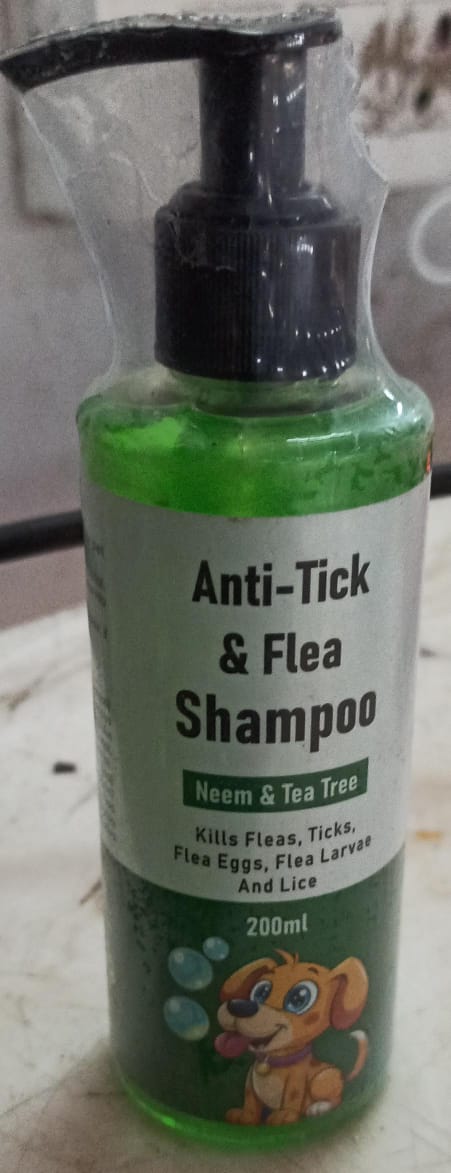 Anti-Tick
& Flea
Shampoo
Neem & Tea Tree
Kills Fleas, Ticks,
Flea Eggs, Flea Larvae
And Lice
200ml